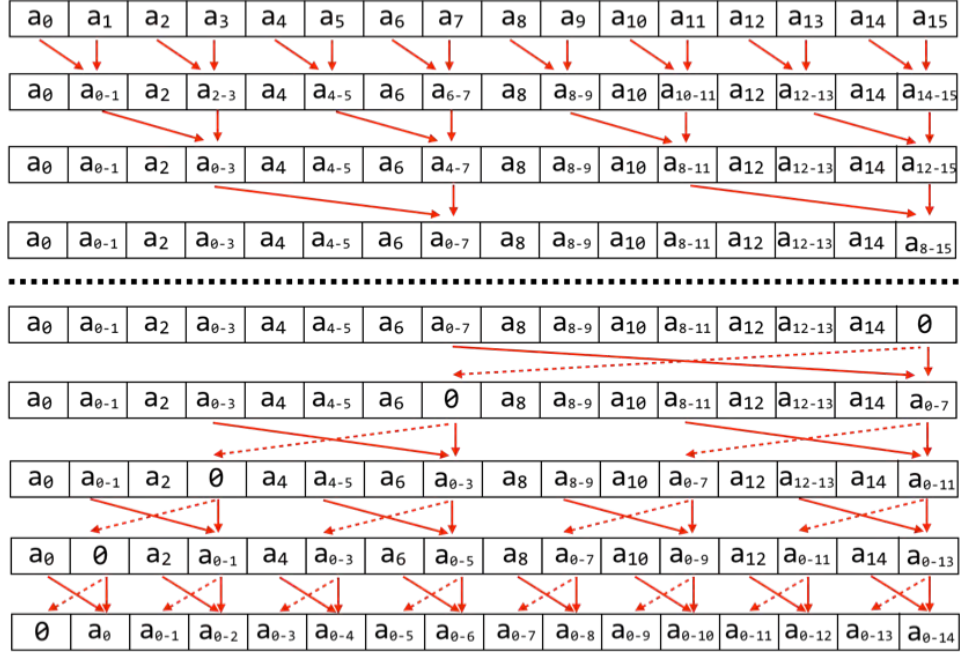 a₀ a₁ a₂ a₃ a₄ a₅ a₆ a₇ a₈ a₉ a₁₀ a₁₁ a₁₂ a₁₃ a₁₄ a₁₅
a₀ a₀₋₁ a₂ a₂₋₃ a₄ a₄₋₅ a₆ a₆₋₇ a₈ a₈₋₉ a₁₀ a₁₀₋₁₁ a₁₂ a₁₂₋₁₃ a₁₄ a₁₄₋₁₅
a₀ a₀₋₁ a₂ a₀₋₃ a₄ a₄₋₅ a₆ a₄₋₇ a₈ a₈₋₉ a₁₀ a₈₋₁₁ a₁₂ a₁₂₋₁₃ a₁₄ a₁₂₋₁₅
a₀ a₀₋₁ a₂ a₀₋₃ a₄ a₄₋₅ a₆ a₀₋₇ a₈ a₈₋₉ a₁₀ a₈₋₁₁ a₁₂ a₁₂₋₁₃ a₁₄ a₈₋₁₅
a₀ a₀₋₁ a₂ a₀₋₃ a₄ a₄₋₅ a₆ a₀₋₇ a₈ a₈₋₉ a₁₀ a₈₋₁₁ a₁₂ a₁₂₋₁₃ a₁₄ 0
a₀ a₀₋₁ a₂ a₀₋₃ a₄ a₄₋₅ a₆ 0 a₈ a₈₋₉ a₁₀ a₈₋₁₁ a₁₂ a₁₂₋₁₃ a₁₄ a₀₋₇
a₀ a₀₋₁ a₂ 0 a₄ a₄₋₅ a₆ a₀₋₃ a₈ a₈₋₉ a₁₀ a₀₋₇ a₁₂ a₁₂₋₁₃ a₁₄ a₀₋₁₁
a₀ 0 a₂ a₀₋₁ a₄ a₀₋₃ a₆ a₀₋₅ a₈ a₀₋₇ a₁₀ a₀₋₉ a₁₂ a₀₋₁₁ a₁₄ a₀₋₁₃
0 a₀ a₀₋₁ a₀₋₂ a₀₋₃ a₀₋₄ a₀₋₅ a₀₋₆ a₀₋₇ a₀₋₈ a₀₋₉ a₀₋₁₀ a₀₋₁₁ a₀₋₁₂ a₀₋₁₃ a₀₋₁₄